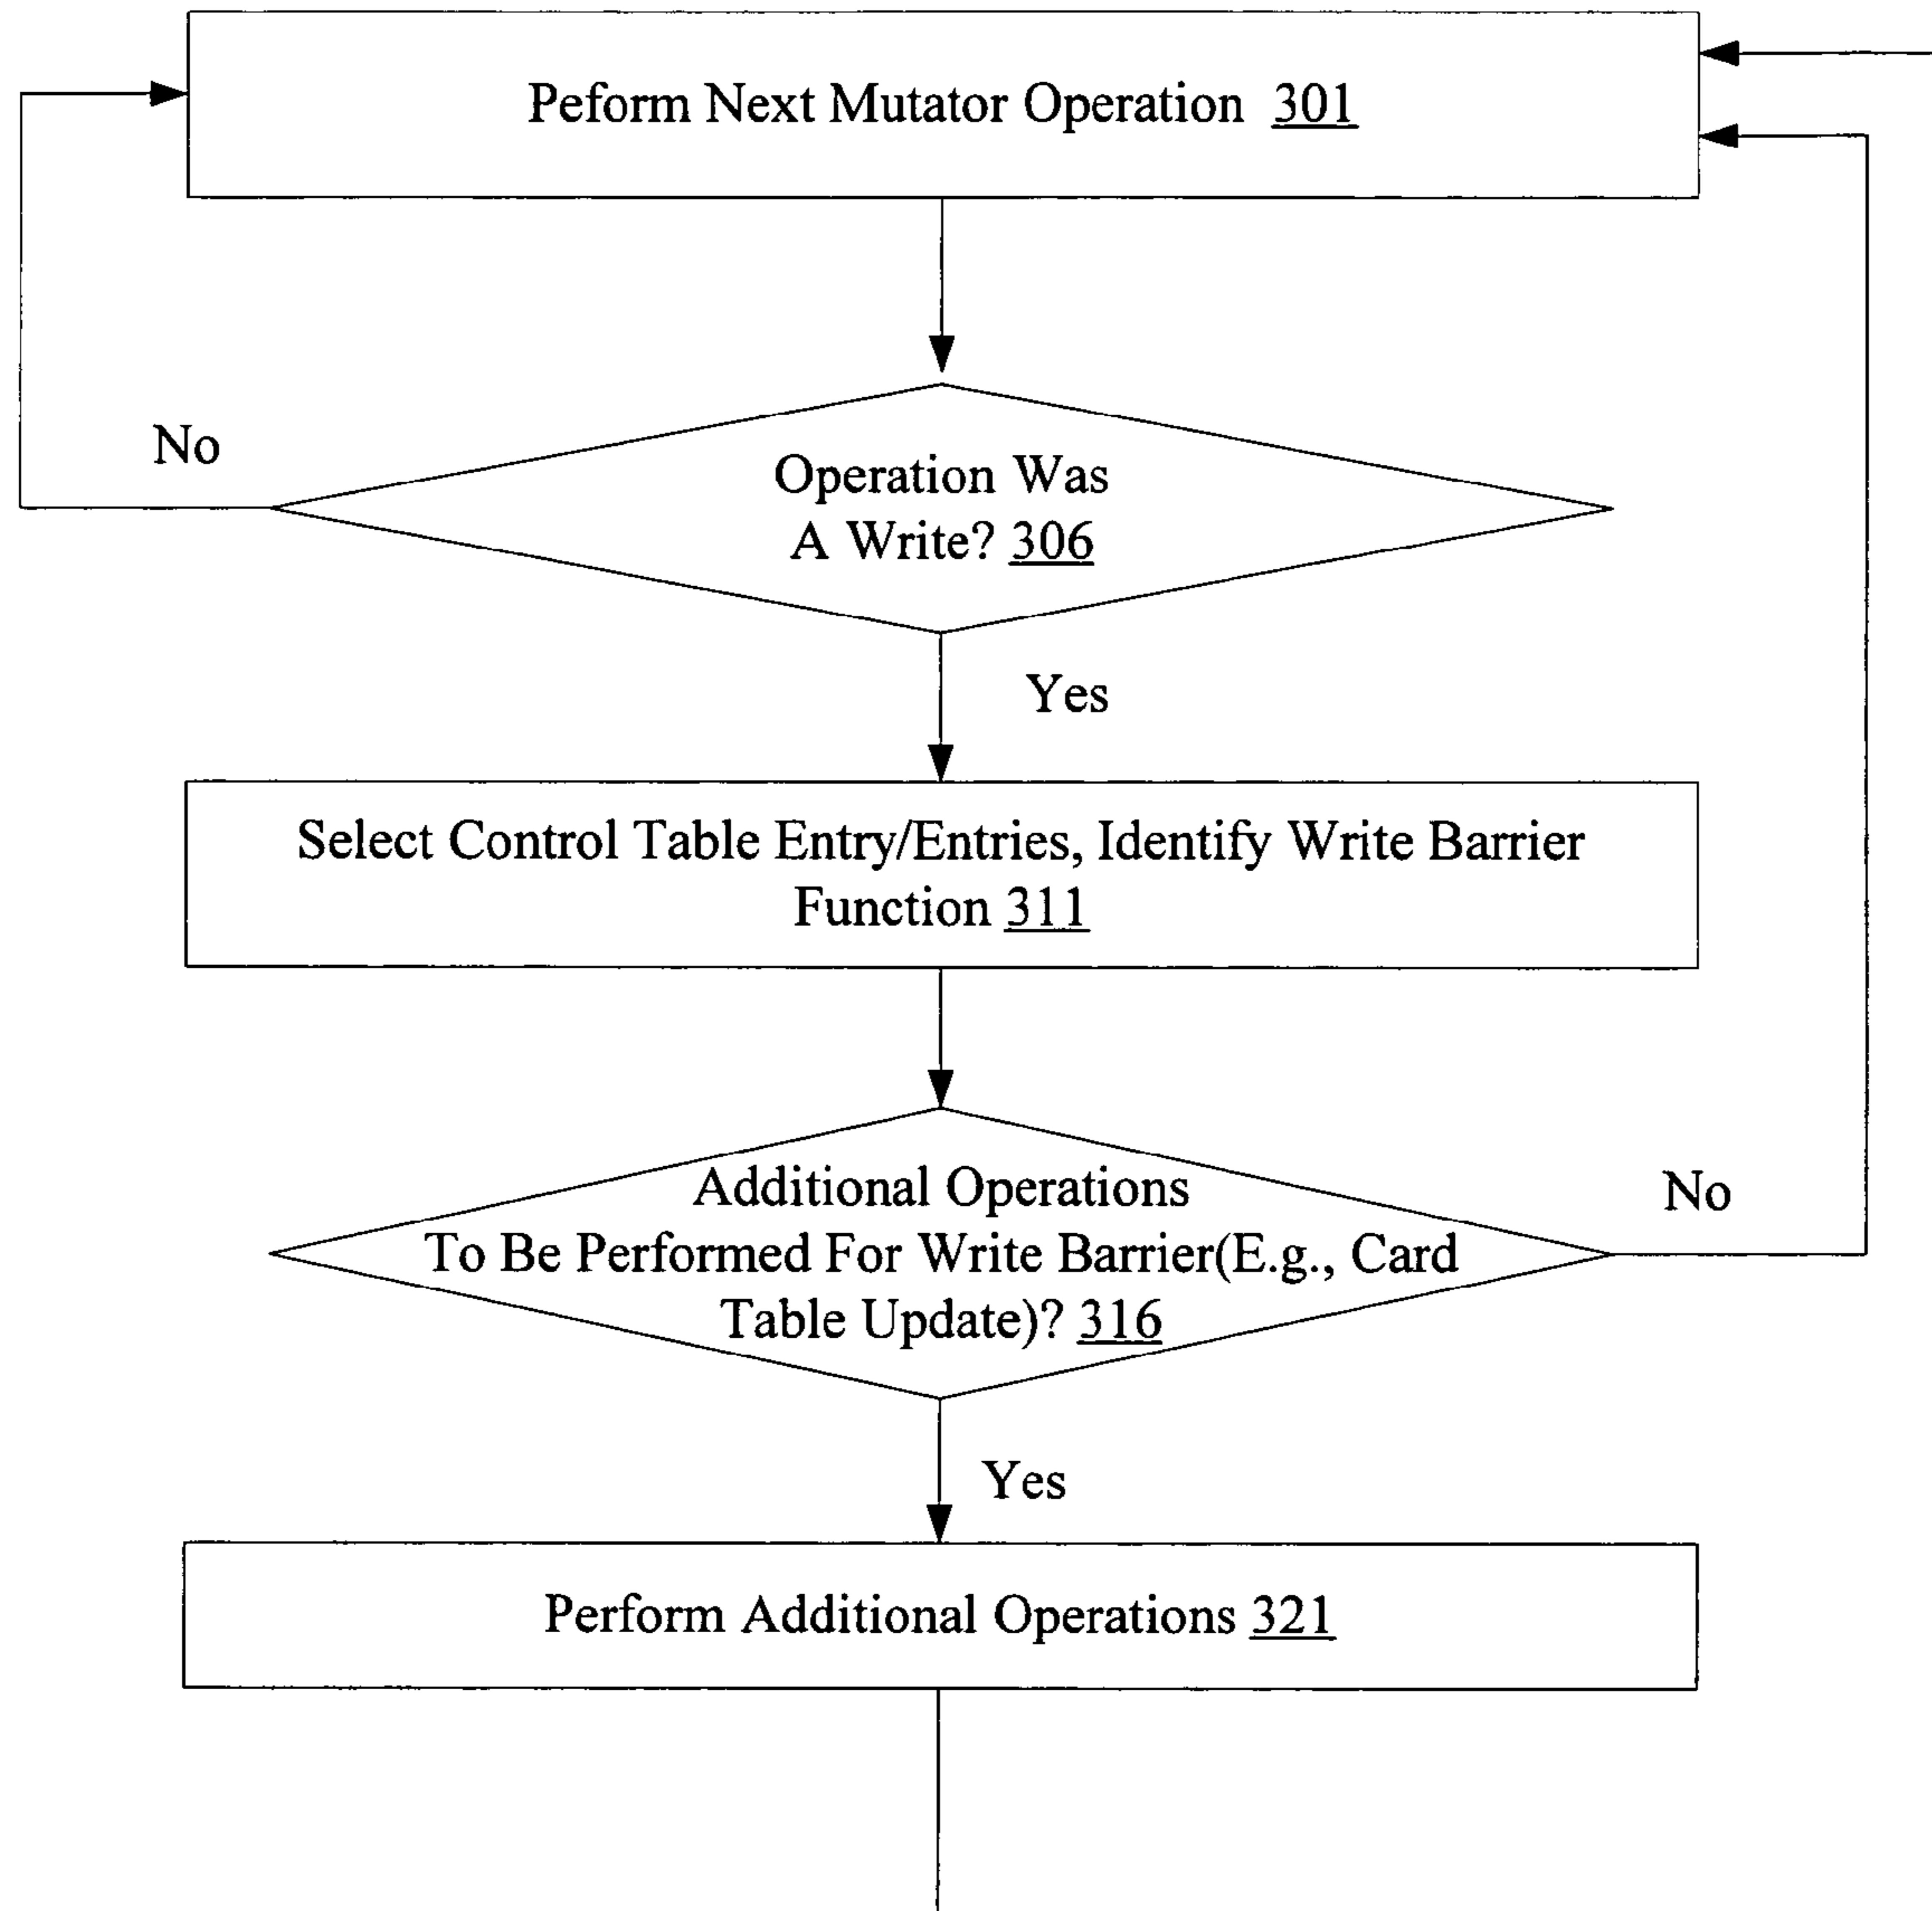 Peform Next Mutator Operation 301
No
Operation Was
A Write? 306
Yes
Select Control Table Entry/Entries, Identify Write Barrier
Function 311
Additional Operations
No
To Be Performed For Write Barrier(E.g., Card
Table Update)? 316
Yes
Perform Additional Operations 321